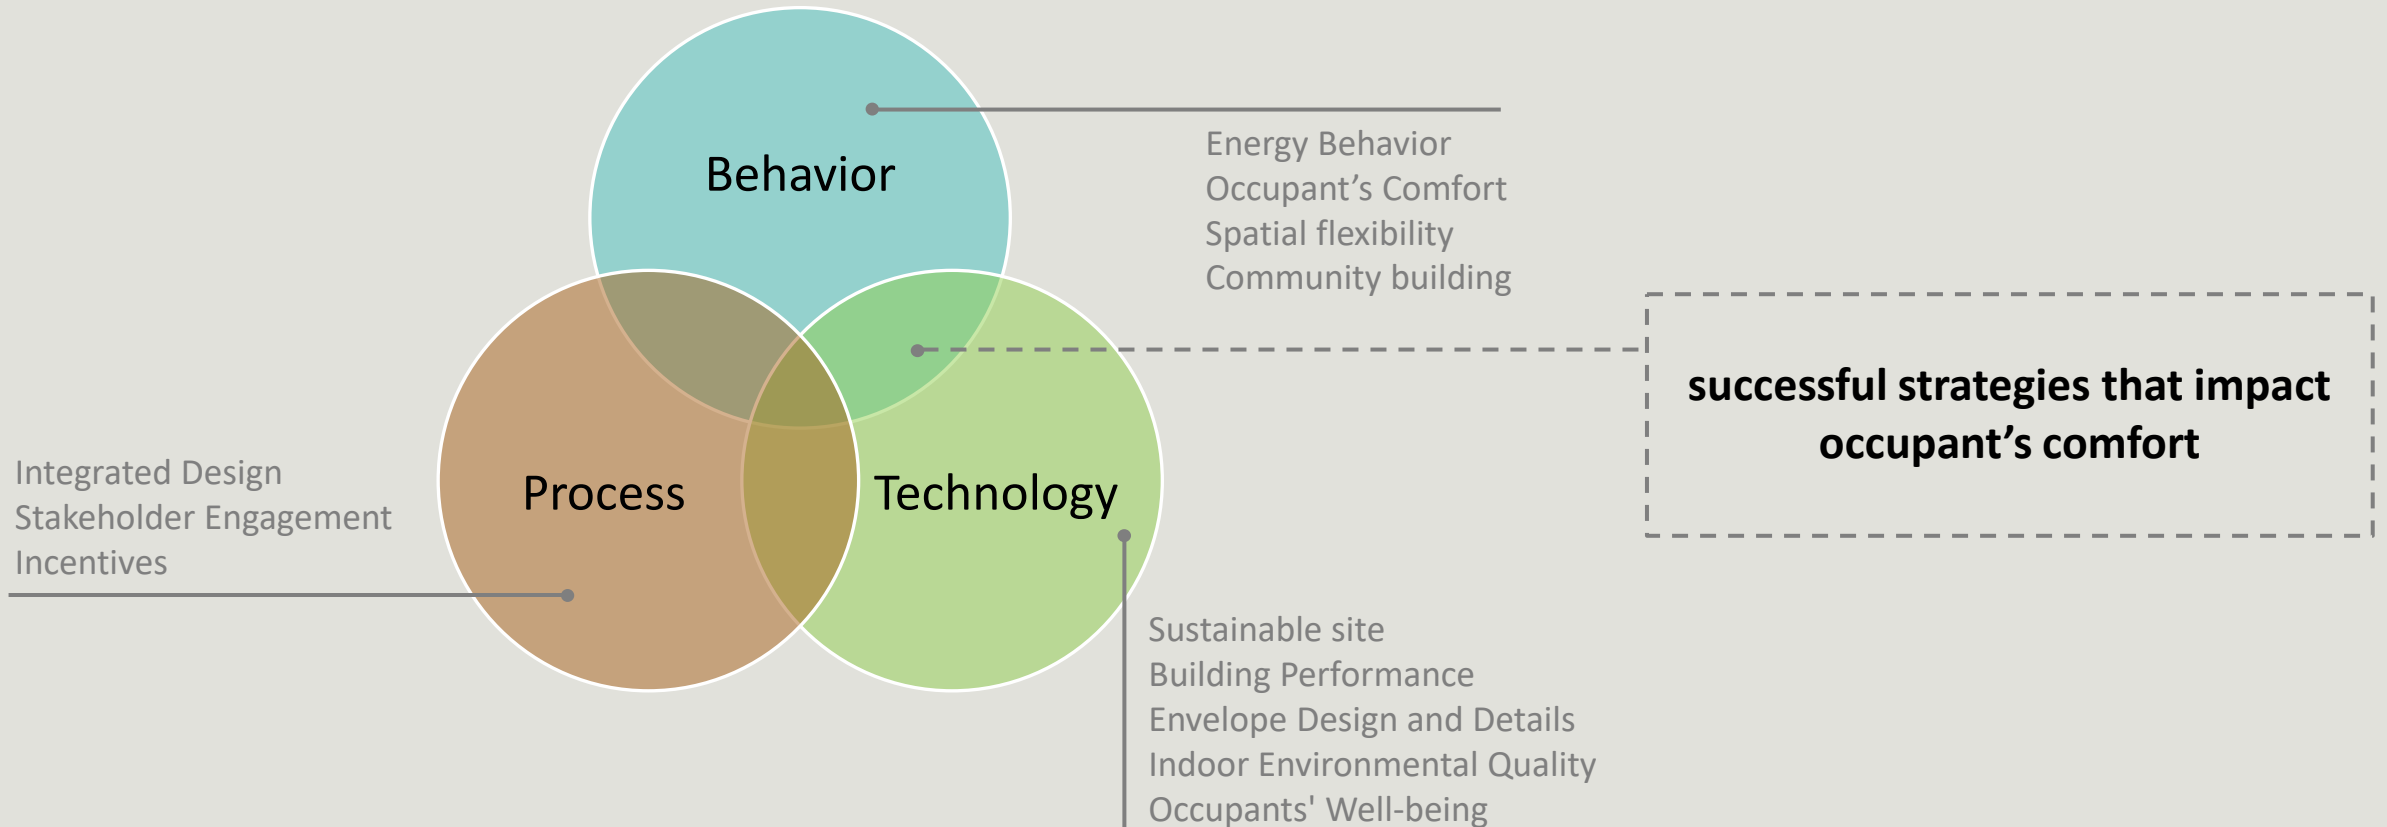 Behavior
Energy Behavior
Occupant’s Comfort
Spatial flexibility
Community building
successful strategies that impact
occupant’s comfort
Integrated Design
Stakeholder Engagement
Incentives
Process
Technology
Sustainable site
Building Performance
Envelope Design and Details
Indoor Environmental Quality
Occupants' Well-being